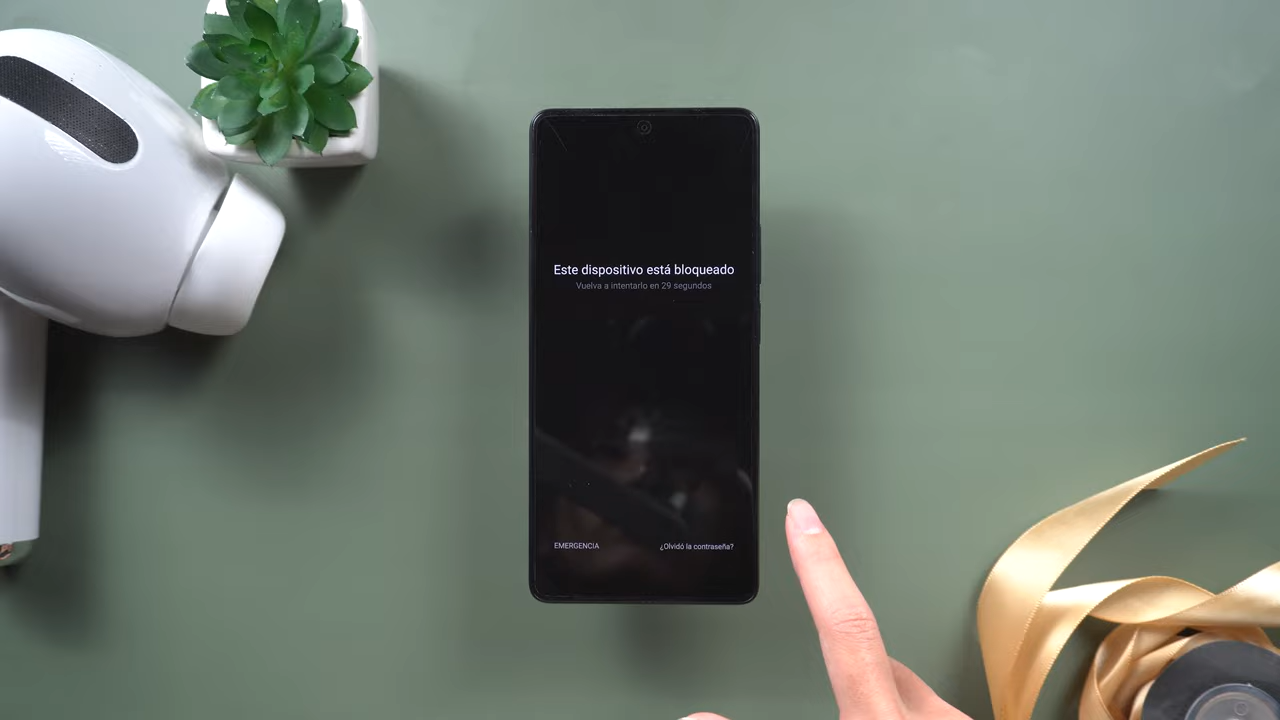 Este dispositivo está bloqueado
Vuelva a intentarlo en 29 segundos
EMERGENCIA
¿Olvidó la contraseña?